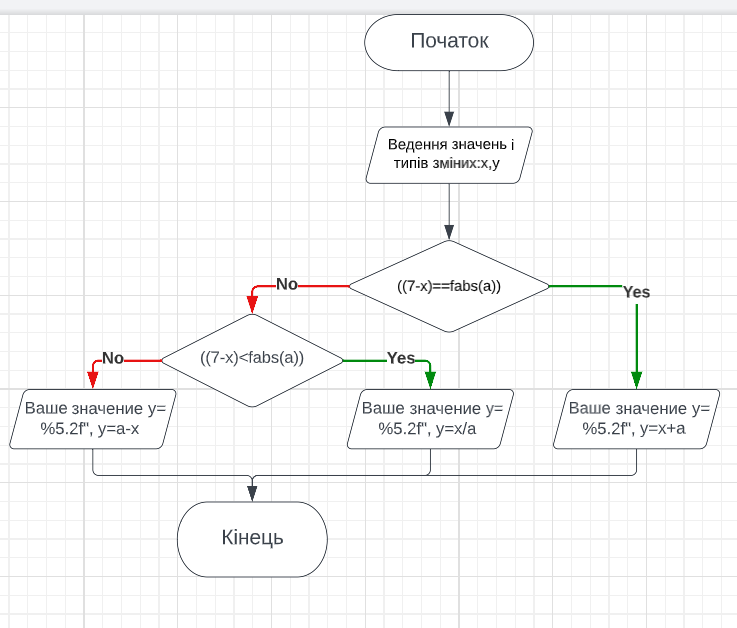 Початок
Ведення значень і
типів зміних:x,y
((7-x)==fabs(a))
No
Yes
((7-x)<fabs(a))
No
Yes
Ваше значение y=
%5.2f", y=a-x
Ваше значение y=
%5.2f", y=x/a
Ваше значение y=
%5.2f", y=x+a
Кінець